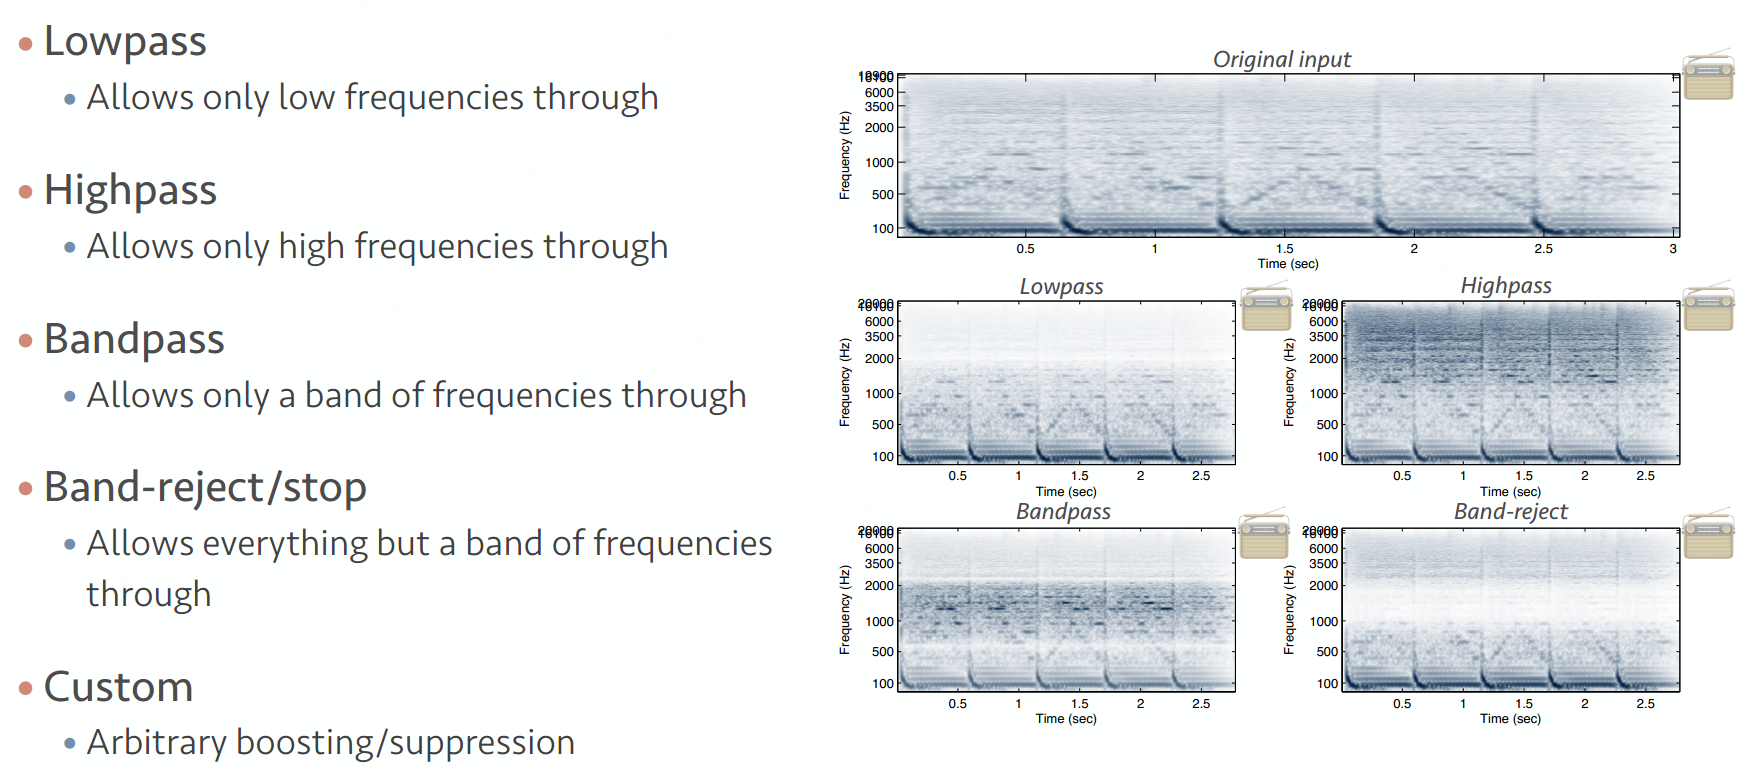 • Lowpass
• Allows only low frequencies through
• Highpass
• Allows only high frequencies through
• Bandpass
• Allows only a band of frequencies through
• Band-reject/stop
• Allows everything but a band of frequencies
through
• Custom
• Arbitrary boosting/suppression
Original input
Frequency (Hz)
6000
3500
2000
1000
500
100
0.5 1 1.5 2 2.5 3
Time (sec)
Lowpass
Frequency (Hz)
6000
3500
2000
1000
500
100
0.5 1 1.5 2 2.5
Time (sec)
Highpass
Frequency (Hz)
6000
3500
2000
1000
500
100
0.5 1 1.5 2 2.5
Time (sec)
Bandpass
Frequency (Hz)
6000
3500
2000
1000
500
100
0.5 1 1.5 2 2.5
Time (sec)
Band-reject
Frequency (Hz)
6000
3500
2000
1000
500
100
0.5 1 1.5 2 2.5
Time (sec)